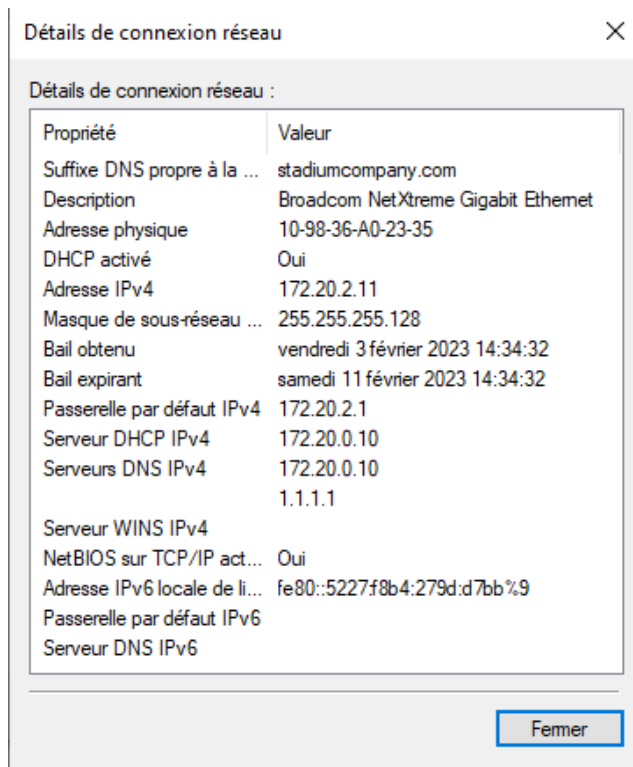 Détails de connexion réseau
Détails de connexion réseau :
Propriété Valeur
Suffixe DNS propre à la ... stadiumcompany.com
Description Broadcom NetXtreme Gigabit Ethernet
Adresse physique 10-98-36-A0-23-35
DHCP activé Oui
Adresse IPv4 172.20.2.11
Masque de sous-réseau ... 255.255.255.128
Bail obtenu vendredi 3 février 2023 14:34:32
Bail expirant samedi 11 février 2023 14:34:32
Passerelle par défaut IPv4 172.20.2.1
Serveur DHCP IPv4 172.20.0.10
Serveurs DNS IPv4 172.20.0.10
1.1.1.1
Serveur WINS IPv4
NetBIOS sur TCP/IP act... Oui
Adresse IPv6 locale de li... fe80::5227:f8b4:279d:d7bb%9
Passerelle par défaut IPv6
Serveur DNS IPv6
Fermer